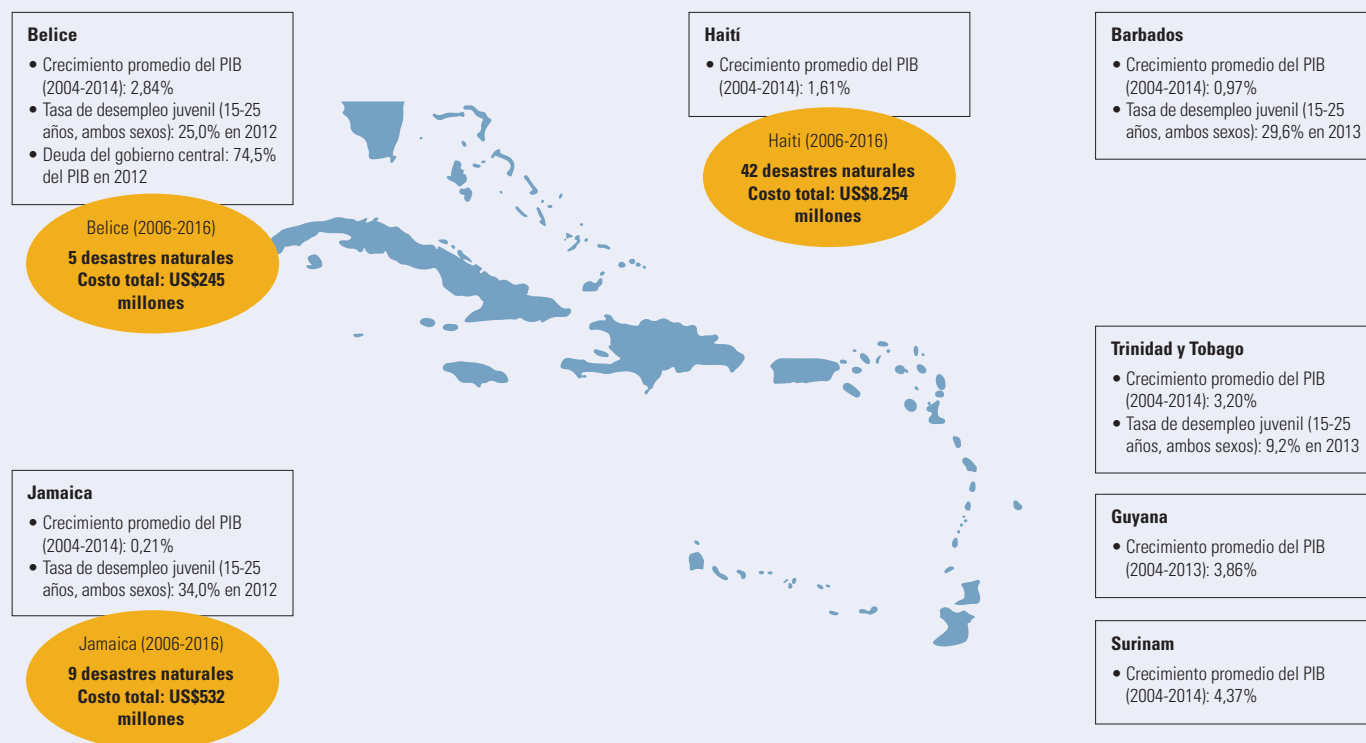 Belice
• Crecimiento promedio del PIB
(2004-2014): 2,84%
• Tasa de desempleo juvenil (15-25
años, ambos sexos): 25,0% en 2012
• Deuda del gobierno central: 74,5%
del PIB en 2012
Belice (2006-2016)
5 desastres naturales
Costo total: US$245
millones
Haití
• Crecimiento promedio del PIB
(2004-2014): 1,61%
Haiti (2006-2016)
42 desastres naturales
Costo total: US$8.254
millones
Barbados
• Crecimiento promedio del PIB
(2004-2014): 0,97%
• Tasa de desempleo juvenil (15-25
años, ambos sexos): 29,6% en 2013
Trinidad y Tobago
• Crecimiento promedio del PIB
(2004-2014): 3,20%
• Tasa de desempleo juvenil (15-25
años, ambos sexos): 9,2% en 2013
Jamaica
• Crecimiento promedio del PIB
(2004-2014): 0,21%
• Tasa de desempleo juvenil (15-25
años, ambos sexos): 34,0% en 2012
Jamaica (2006-2016)
9 desastres naturales
Costo total: US$532
millones
Guyana
• Crecimiento promedio del PIB
(2004-2013): 3,86%
Surinam
• Crecimiento promedio del PIB
(2004-2014): 4,37%